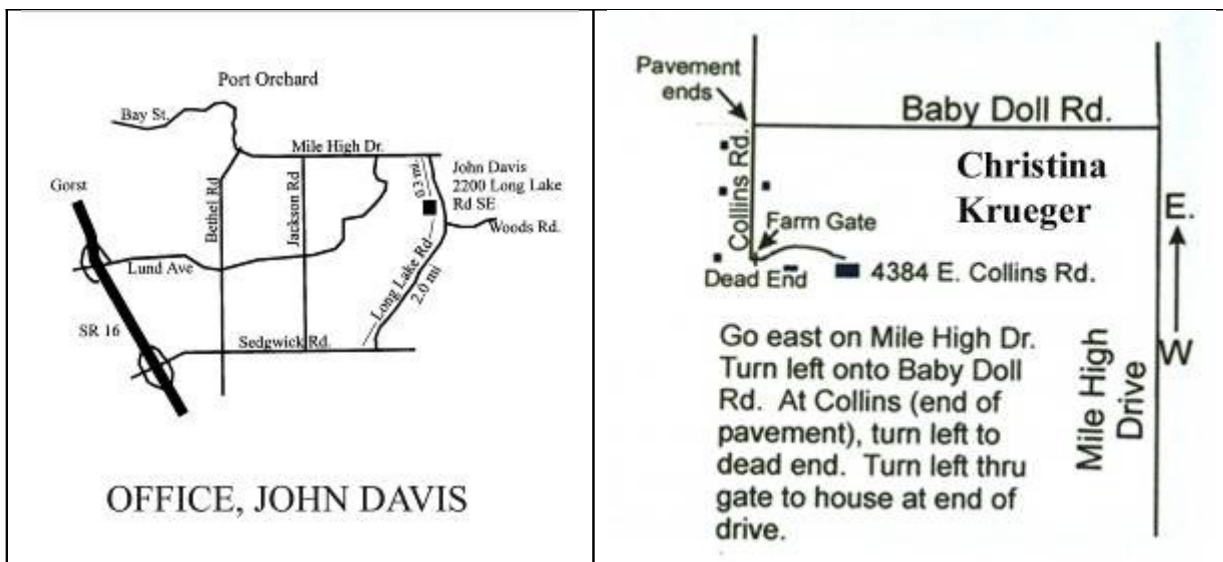 Port Orchard
Bay St.
Mile High Dr.
Gorst
Bethel Rd
Jackson Rd
0.3 mi.
John Davis
2200 Long Lake
Rd SE
Woods Rd.
Lund Ave
Long Lake Rd
2.0 mi
SR 16
Sedgwick Rd.
OFFICE, JOHN DAVIS
Pavement
ends
Baby Doll Rd.
Collins Rd.
Christina
Krueger
E.
W
Farm Gate
Dead End
4384 E. Collins Rd.
Mile High
Drive
Go east on Mile High Dr.
Turn left onto Baby Doll
Rd. At Collins (end of
pavement), turn left to
dead end. Turn left thru
gate to house at end of
drive.